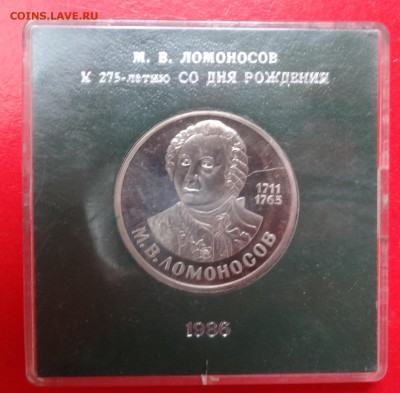 COINS.LAVE.RU
М. В. ЛОМОНОСОВ
К 275-летию СО ДНЯ РОЖДЕНИЯ
1711
1765
М.В.ЛОМОНОСОВ
1986